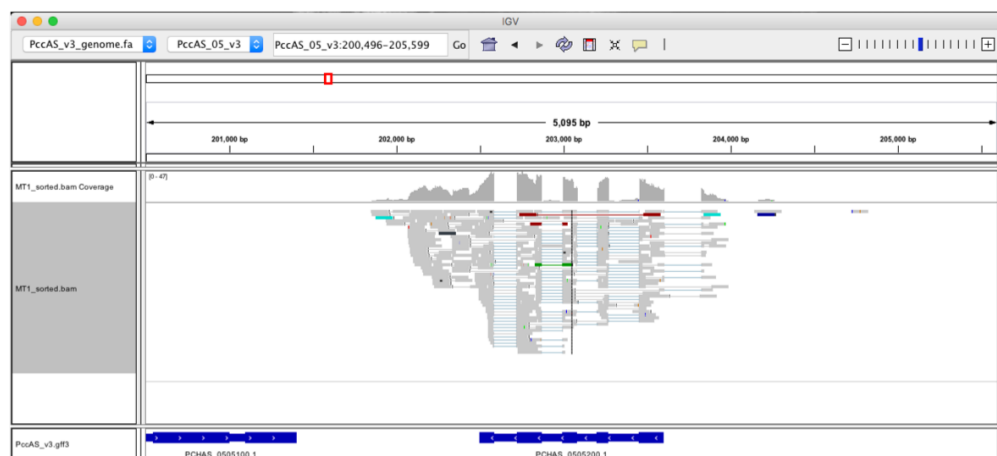 IGV
PccAS_v3_genome.fa PccAS_05_v3 PccAS_05_v3:200,496-205,599 Go
5,095 bp
201,000 bp 202,000 bp 203,000 bp 204,000 bp 205,000 bp
MT1_sorted.bam Coverage
[0 - 47]
MT1_sorted.bam
PccAS_v3.gff3
PCHAS_0505100.1 PCHAS_0505200.1